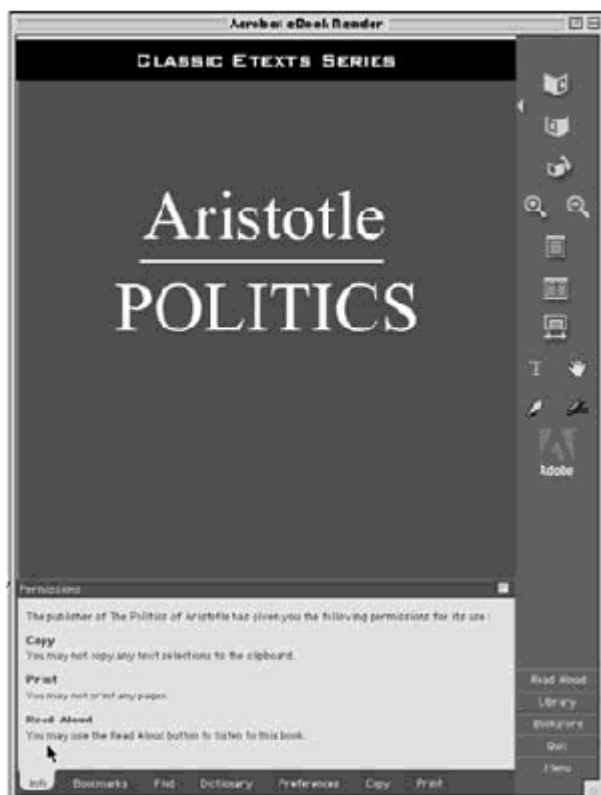 Acrobat eBook Reader
CLASSIC ETEXTS SERIES
Aristotle
POLITICS
T
Adobe
Permissions
The publisher of The Politics of Aristotle has given you the following permissions for its use:
Copy
You may not copy any text selections to the clipboard.
Print
You may not print any pages.
Read Aloud
You may use the Read Aloud button to listen to this book.
Read Aloud
Library
Bookstore
Quit
Menu
Info Bookmarks Find Dictionary Preferences Copy Print